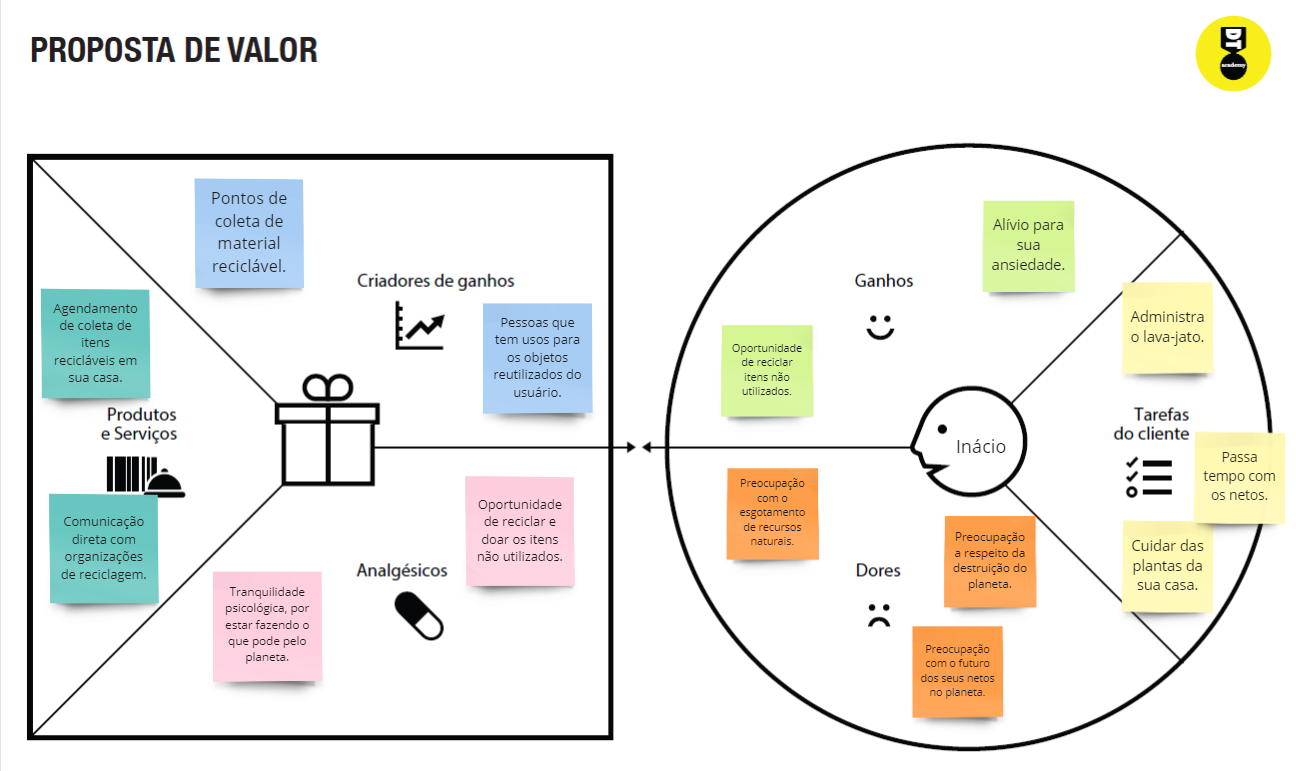 PROPOSTA DE VALOR
DT
academy
Pontos de
coleta de
material
reciclável.
Criadores de ganhos
Pessoas que
tem usos para
os objetos
reutilizados do
usuário.
Agendamento
de coleta de
itens
recicláveis em
sua casa.
Produtos
e Serviços
Comunicação
direta com
organizações
de reciclagem.
Oportunidade
de reciclar e
doar os itens
não utilizados.
Analgésicos
Tranquilidade
psicológica, por
estar fazendo o
que pode pelo
planeta.
Alívio para
sua
ansiedade.
Ganhos
Oportunidade
de reciclar
itens não
utilizados.
Inácio
Administra
o lava-jato.
Tarefas
do cliente
Passa
tempo com
os netos.
Cuidar das
plantas da
sua casa.
Preocupação
com o
esgotamento
de recursos
naturais.
Preocupação
a respeito da
destruição do
planeta.
Dores
Preocupação
com o futuro
dos seus netos
no planeta.